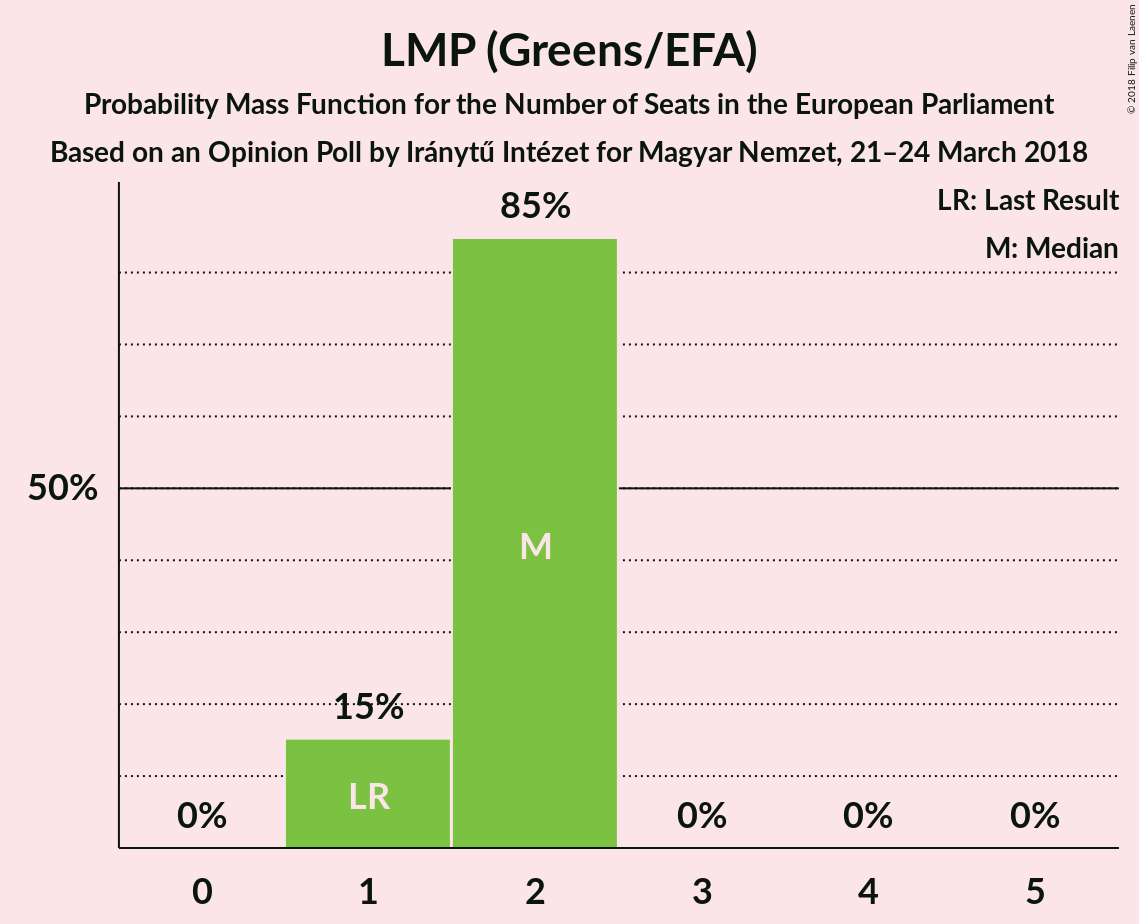 LMP (Greens/EFA)
Probability Mass Function for the Number of Seats in the European Parliament
Based on an Opinion Poll by Iránytű Intézet for Magyar Nemzet, 21–24 March 2018
© 2018 Filip van Laenen
LR: Last Result
M: Median
85%
50%
M
15%
LR
0%
0%
0%
0%
0
1
2
3
4
5